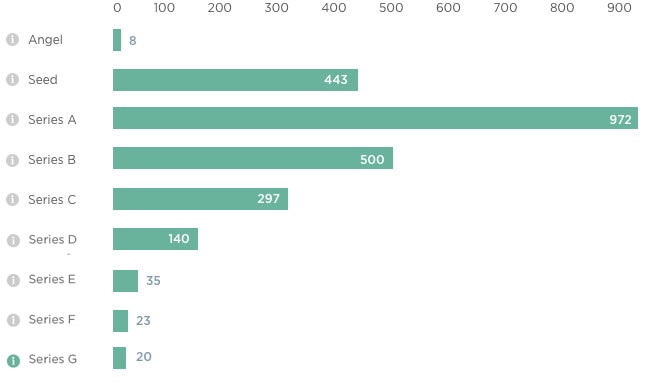 0 100 200 300 400 500 600 700 800 900
Angel 8
Seed 443
Series A 972
Series B 500
Series C 297
Series D 140
Series E 35
Series F 23
Series G 20